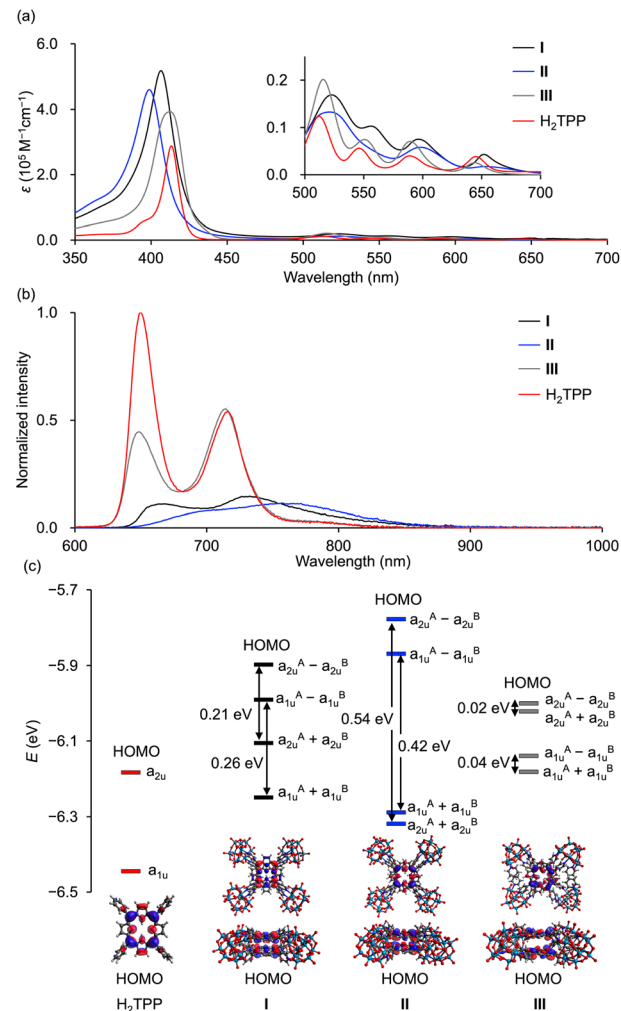 (a)
6.0
4.0
2.0
0.0
ε (10⁵ M⁻¹cm⁻¹)
350 400 450 500 550 600 650 700
Wavelength (nm)
0.2
0.1
0.0
500 550 600 650 700
I
II
III
H₂TPP
(b)
1.0
0.5
0.0
Normalized intensity
600 700 800 900 1000
Wavelength (nm)
I
II
III
H₂TPP
(c)
−5.7
−5.9
−6.1
−6.3
−6.5
E (eV)
HOMO
a₂ᵤ
a₁ᵤ
HOMO
a₂ᵤᴬ − a₂ᵤᴮ
a₁ᵤᴬ − a₁ᵤᴮ
0.21 eV
a₂ᵤᴬ + a₂ᵤᴮ
0.26 eV
a₁ᵤᴬ + a₁ᵤᴮ
HOMO
a₂ᵤᴬ − a₂ᵤᴮ
a₁ᵤᴬ − a₁ᵤᴮ
0.54 eV
0.42 eV
a₁ᵤᴬ + a₁ᵤᴮ
a₂ᵤᴬ + a₂ᵤᴮ
HOMO
a₂ᵤᴬ − a₂ᵤᴮ
0.02 eV
a₂ᵤᴬ + a₂ᵤᴮ
a₁ᵤᴬ − a₁ᵤᴮ
0.04 eV
a₁ᵤᴬ + a₁ᵤᴮ
HOMO HOMO HOMO HOMO
H₂TPP I II III